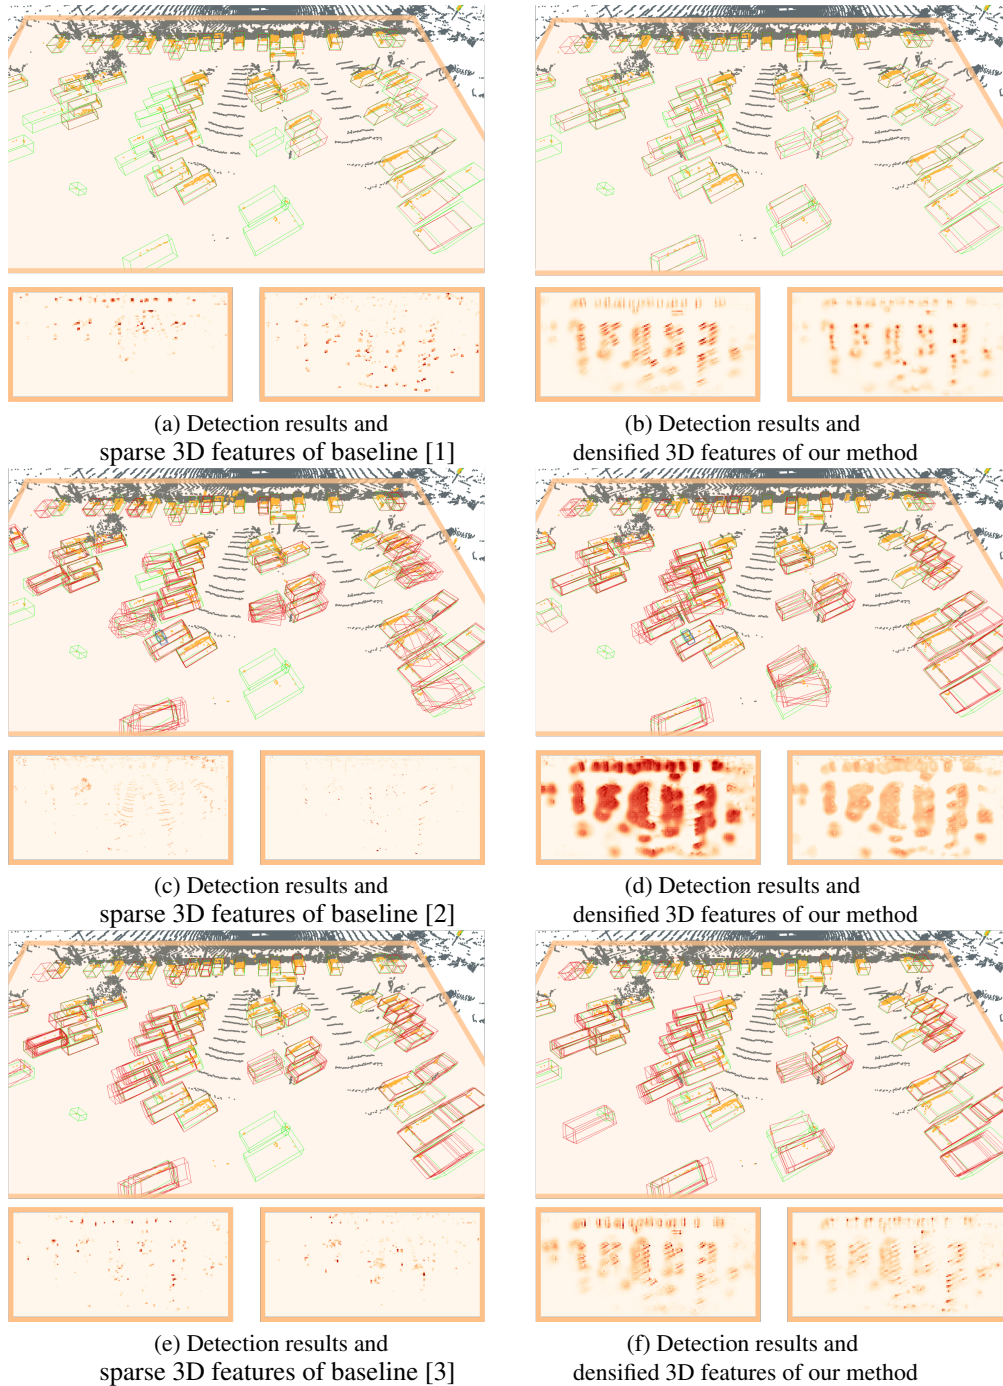 (a) Detection results and
sparse 3D features of baseline [1]
(b) Detection results and
densified 3D features of our method
(c) Detection results and
sparse 3D features of baseline [2]
(d) Detection results and
densified 3D features of our method
(e) Detection results and
sparse 3D features of baseline [3]
(f) Detection results and
densified 3D features of our method